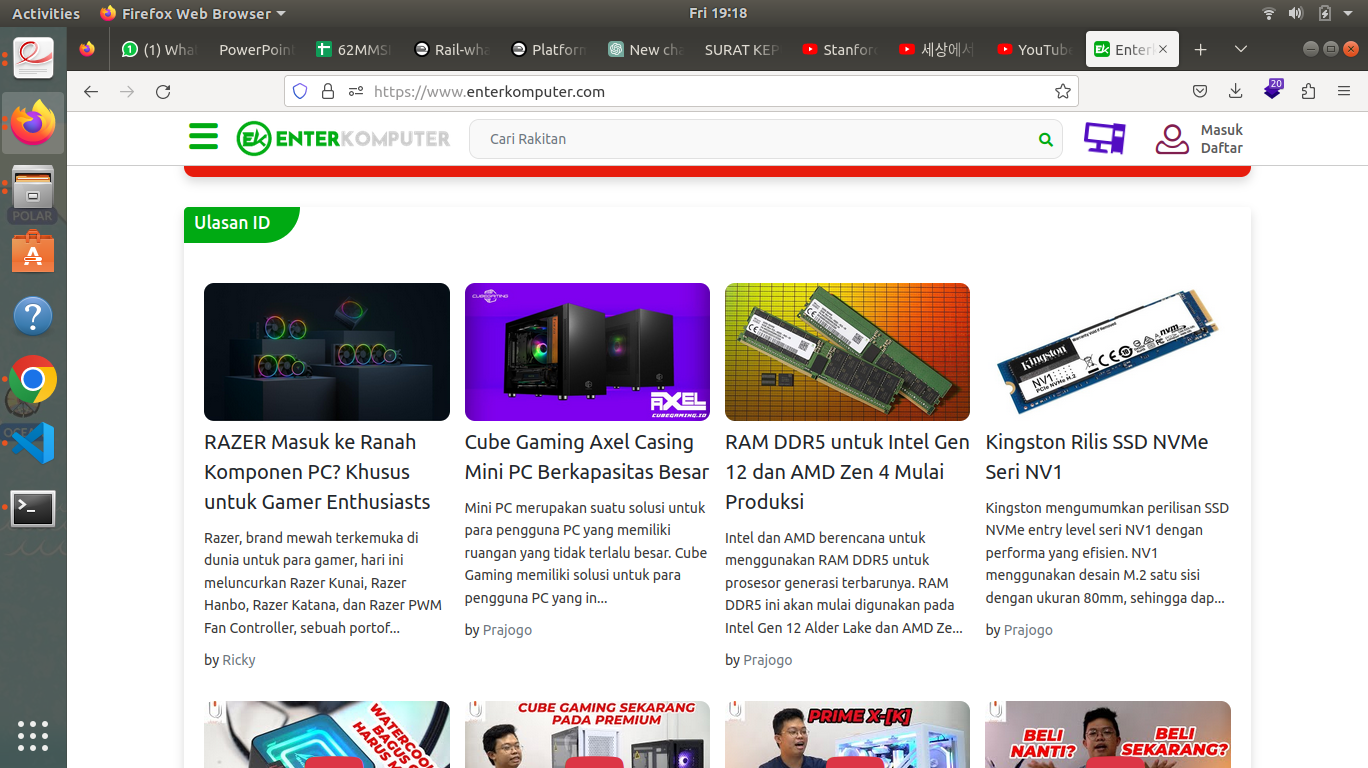 Activities
Firefox Web Browser
Fri 19:18
(1) Wha
PowerPoint
62MMS
Rail-wha
Platform
New cha
SURAT KEP
Stanfor
세상에서
YouTube
Enter
https://www.enterkomputer.com
20
EK ENTERKOMPUTER
Cari Rakitan
Masuk
Daftar
POLAR
Ulasan ID
CUBEGAMING
AXEL
CUBEGAMING.ID
Kingston
NV1
PCIe NVMe M.2
nvm
RAZER Masuk ke Ranah
Komponen PC? Khusus
untuk Gamer Enthusiasts
Razer, brand mewah terkemuka di
dunia untuk para gamer, hari ini
meluncurkan Razer Kunai, Razer
Hanbo, Razer Katana, dan Razer PWM
Fan Controller, sebuah portof...
by Ricky
Cube Gaming Axel Casing
Mini PC Berkapasitas Besar
Mini PC merupakan suatu solusi untuk
para pengguna PC yang memiliki
ruangan yang tidak terlalu besar. Cube
Gaming memiliki solusi untuk para
pengguna PC yang in...
by Prajogo
RAM DDR5 untuk Intel Gen
12 dan AMD Zen 4 Mulai
Produksi
Intel dan AMD berencana untuk
menggunakan RAM DDR5 untuk
prosesor generasi terbarunya. RAM
DDR5 ini akan mulai digunakan pada
Intel Gen 12 Alder Lake dan AMD Ze...
by Prajogo
Kingston Rilis SSD NVMe
Seri NV1
Kingston mengumumkan perilisan SSD
NVMe entry level seri NV1 dengan
performa yang efisien. NV1
menggunakan desain M.2 satu sisi
dengan ukuran 80mm, sehingga dap...
by Prajogo
WATERCOO
BAGUS
HARUS M
CUBE GAMING SEKARANG
PADA PREMIUM
PRIME X-[K]
BELI
NANTI?
BELI
SEKARANG?